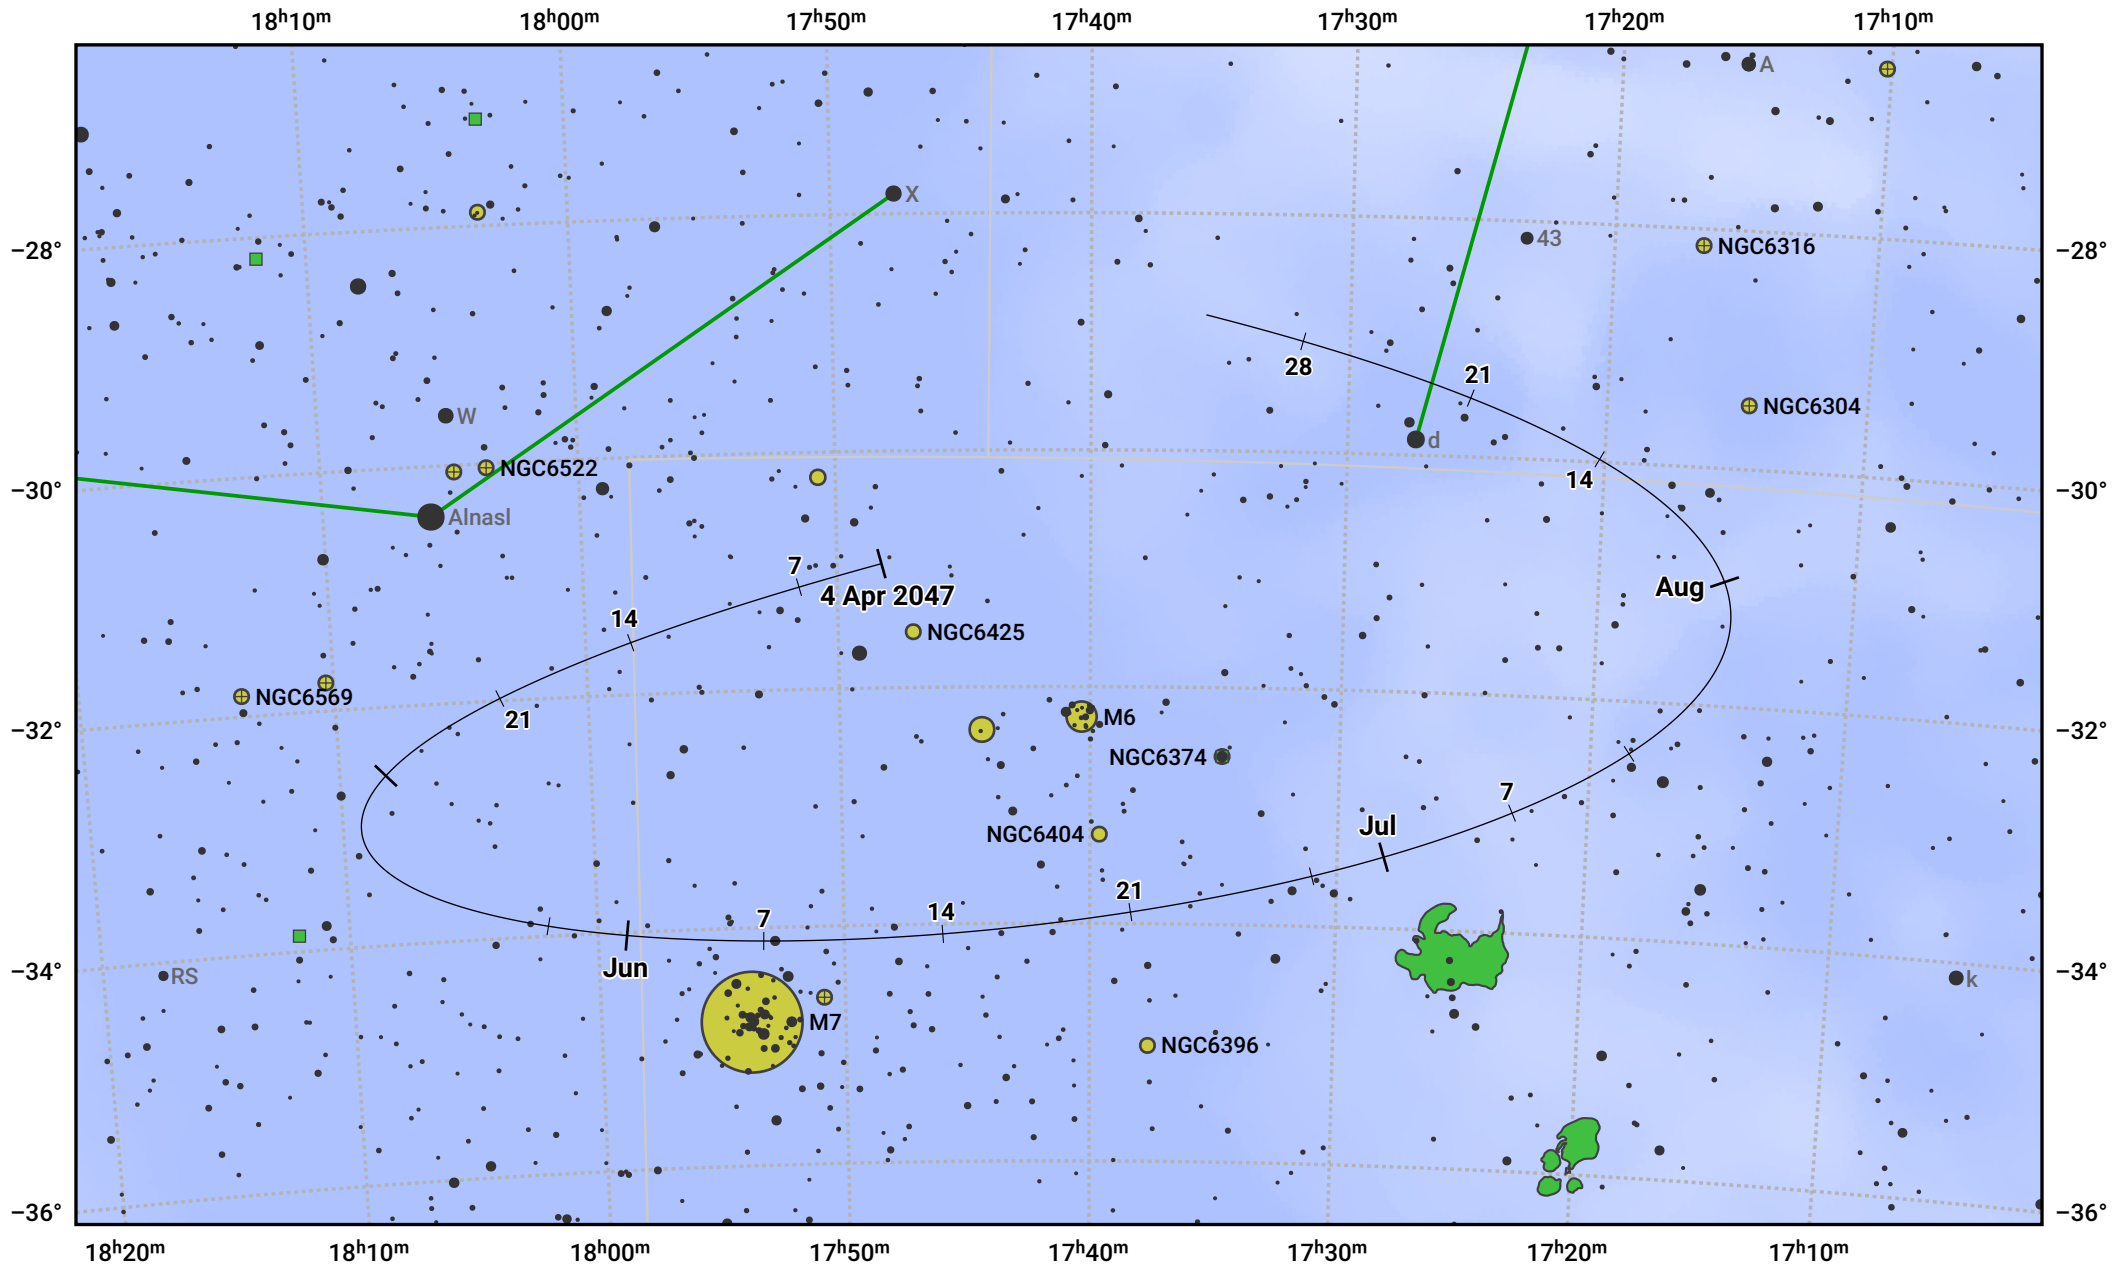 18h10m 18h00m 17h50m 17h40m 17h30m 17h20m 17h10m
A
X
43
−28° NGC6316 −28°
28 21
NGC6304
W
d
NGC6522
14
−30° −30°
Alnasl
7
Aug
4 Apr 2047
14
NGC6425
NGC6569
21
M6
−32° −32°
NGC6374
7
Jul
NGC6404
21
14
7
Jun
−34° RS k −34°
M7
NGC6396
−36° −36°
18h20m 18h10m 18h00m 17h50m 17h40m 17h30m 17h20m 17h10m